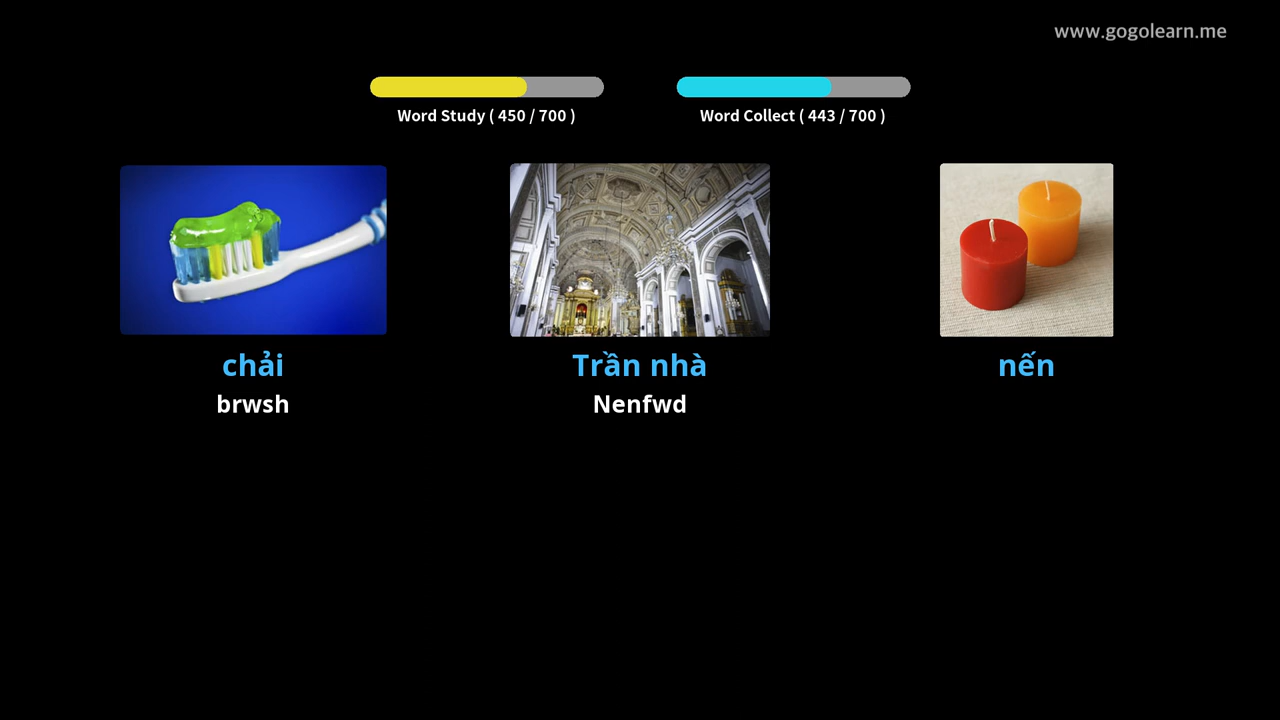 www.gogolearn.me
Word Study ( 450 / 700 )
Word Collect ( 443 / 700 )
chải
Trần nhà
nến
brwsh
Nenfwd